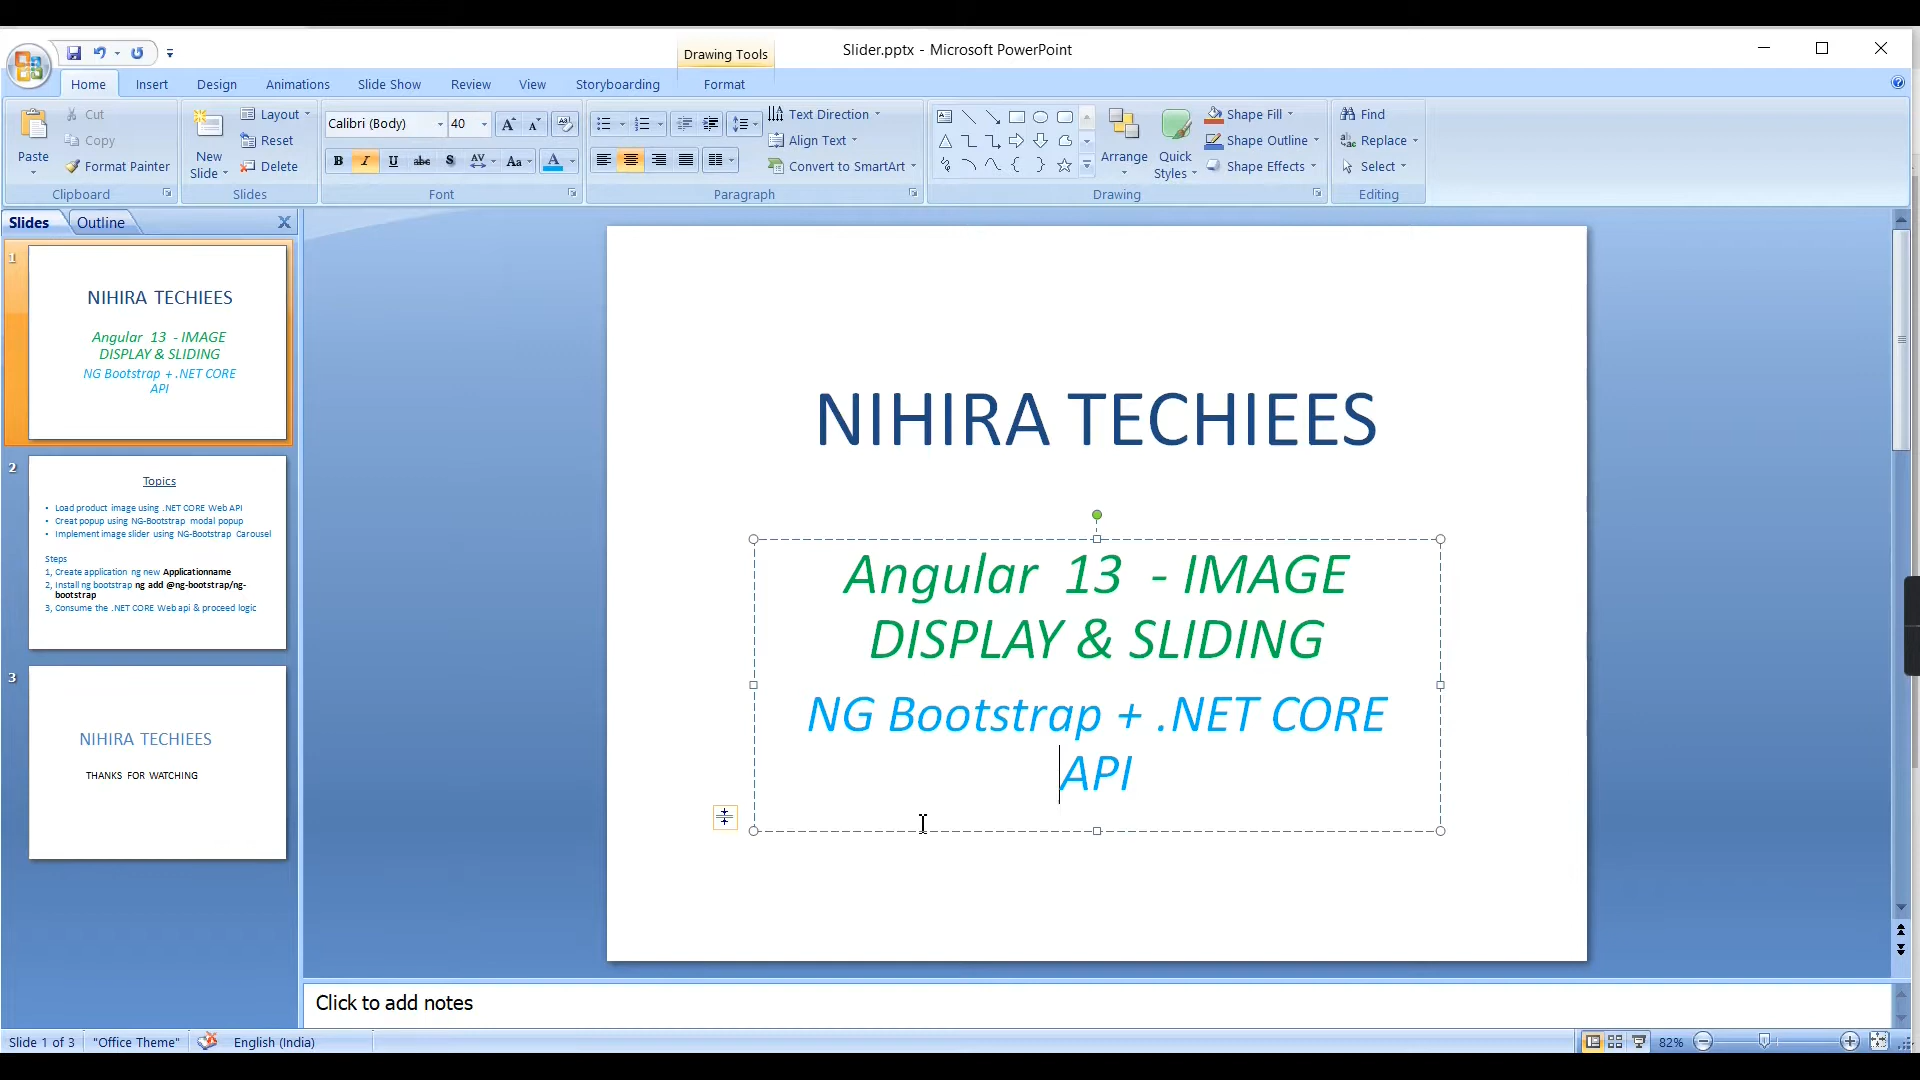 Drawing Tools
Slider.pptx - Microsoft PowerPoint
Home Insert Design Animations Slide Show Review View Storyboarding Format
Paste
Cut
Copy
Format Painter
Clipboard
New Slide
Layout
Reset
Delete
Slides
Calibri (Body) 40
B I U abc S AV Aa A
Font
Text Direction
Align Text
Convert to SmartArt
Paragraph
Arrange
Quick Styles
Shape Fill
Shape Outline
Shape Effects
Drawing
Find
Replace
Select
Editing
Slides Outline
1
NIHIRA TECHIEES
Angular 13 - IMAGE
DISPLAY & SLIDING
NG Bootstrap + .NET CORE
API
2
Topics
• Load product image using .NET CORE Web API
• Creat popup using NG-Bootstrap modal popup
• Implement image slider using NG-Bootstrap Carousel
Steps
1, Create application ng new Applicationname
2, Installng bootstrap ng add @ng-bootstrap/ng-
bootstrap
3, Consume the .NET CORE Web api & proceed logic
3
NIHIRA TECHIEES
THANKS FOR WATCHING
NIHIRA TECHIEES
Angular 13 - IMAGE
DISPLAY & SLIDING
NG Bootstrap + .NET CORE
API
Click to add notes
Slide 1 of 3 "Office Theme" English (India) 82%